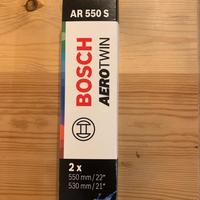 AR 550 S
BOSCH
AEROTWIN
2 x
550 mm / 22"
530 mm / 21"